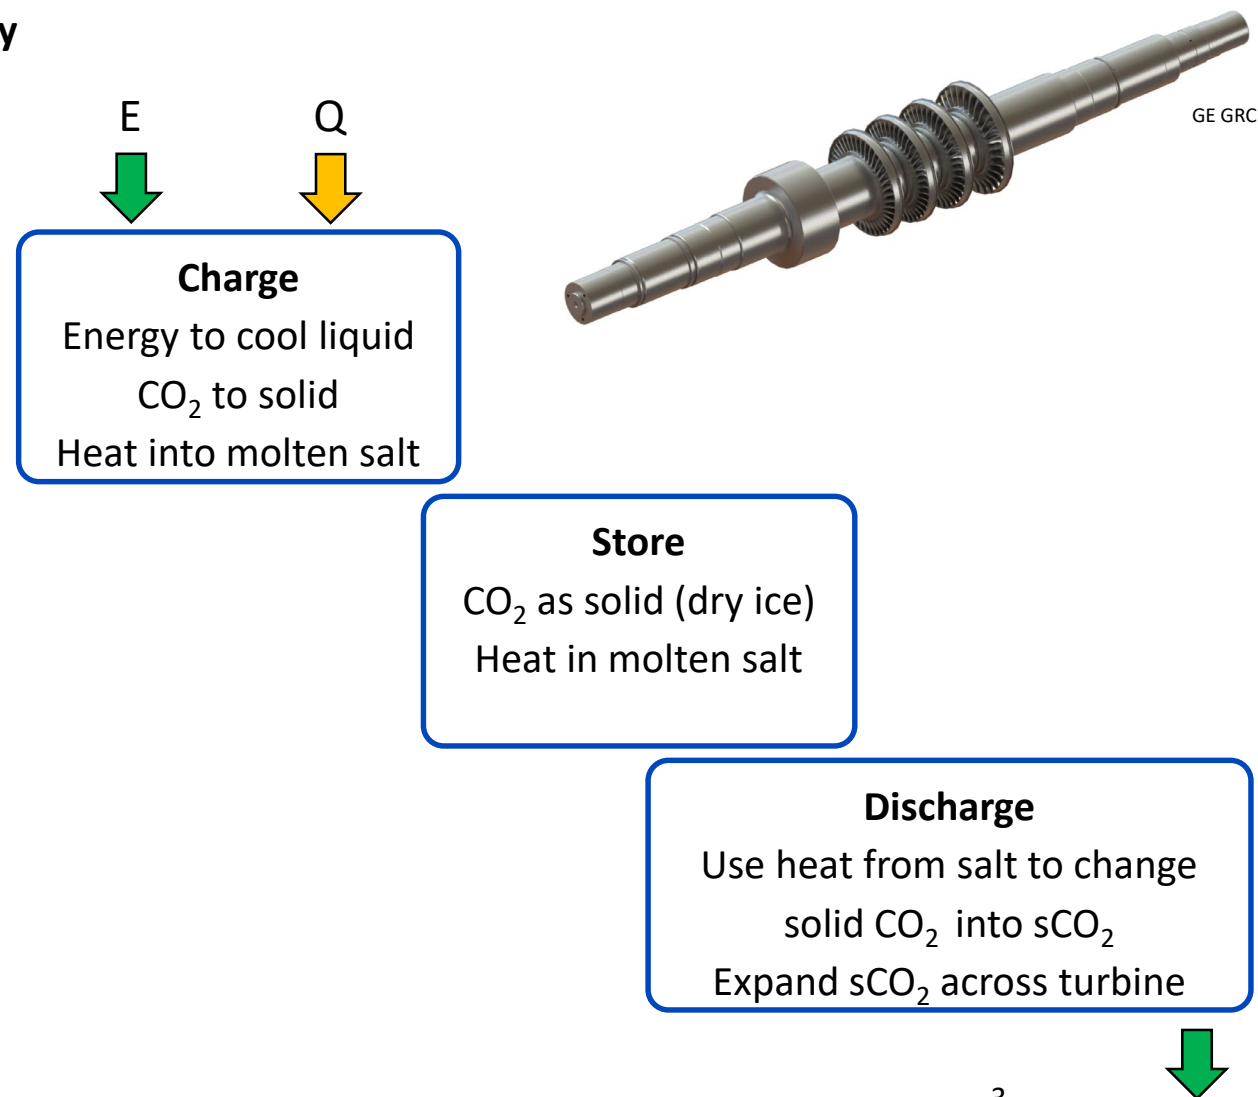 y
E
Q
GE GRC
Charge
Energy to cool liquid
CO₂ to solid
Heat into molten salt
Store
CO₂ as solid (dry ice)
Heat in molten salt
Discharge
Use heat from salt to change
solid CO₂ into sCO₂
Expand sCO₂ across turbine
3